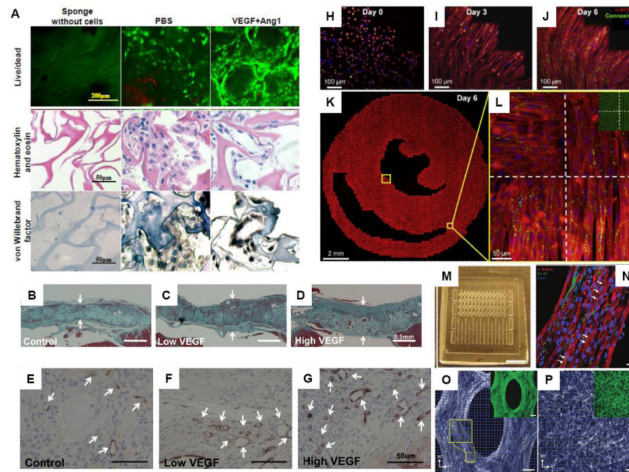 A
Sponge without cells
PBS
VEGF+Ang1
Live/dead
200µm
Hematoxylin and eosin
50µm
von Willebrand factor
50µm
B
Control
C
Low VEGF
D
High VEGF
0.5mm
E
Control
F
Low VEGF
G
High VEGF
50um
H
Day 0
100 µm
I
Day 3
100 µm
J
Day 6
100 µm
K
Day 6
2 mm
L
50 µm
M
N
O
P